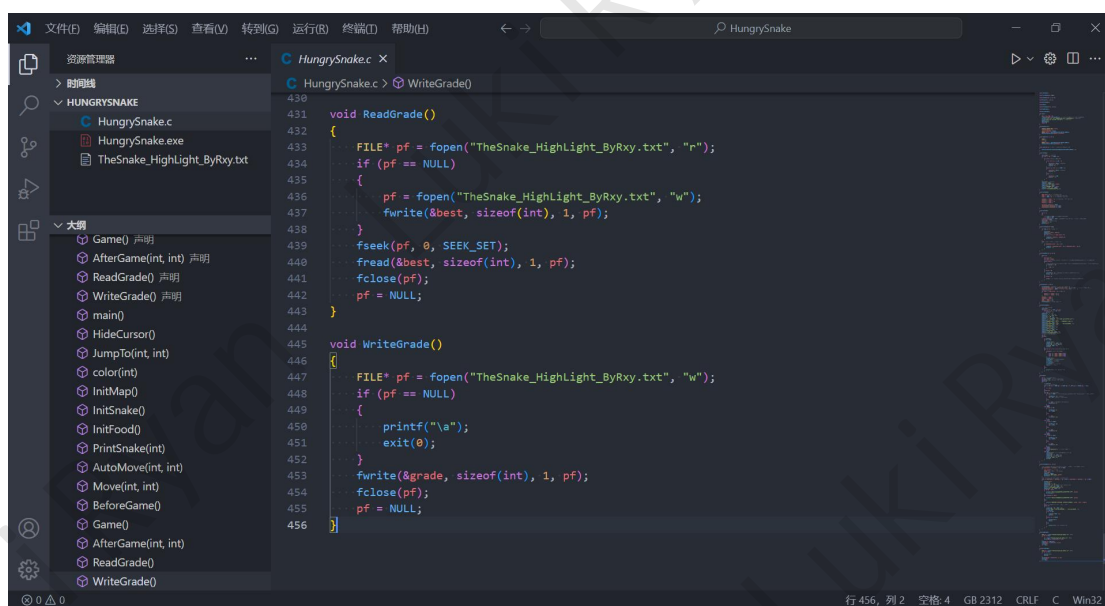 文件(F) 编辑(E) 选择(S) 查看(V) 转到(G) 运行(R) 终端(T) 帮助(H) HungrySnake
资源管理器
时间线
HUNGRYSNAKE
HungrySnake.c
HungrySnake.exe
TheSnake_HighLight_ByRxy.txt
大纲
Game() 声明
AfterGame(int, int) 声明
ReadGrade() 声明
WriteGrade() 声明
main()
HideCursor()
JumpTo(int, int)
color(int)
InitMap()
InitSnake()
InitFood()
PrintSnake(int)
AutoMove(int, int)
Move(int, int)
BeforeGame()
Game()
AfterGame(int, int)
ReadGrade()
WriteGrade()
C HungrySnake.c
C HungrySnake.c > WriteGrade()
430
431 void ReadGrade()
432 {
433 FILE* pf = fopen("TheSnake_HighLight_ByRxy.txt", "r");
434 if (pf == NULL)
435 {
436 pf = fopen("TheSnake_HighLight_ByRxy.txt", "w");
437 fwrite(&best, sizeof(int), 1, pf);
438 }
439 fseek(pf, 0, SEEK_SET);
440 fread(&best, sizeof(int), 1, pf);
441 fclose(pf);
442 pf = NULL;
443 }
444
445 void WriteGrade()
446 {
447 FILE* pf = fopen("TheSnake_HighLight_ByRxy.txt", "w");
448 if (pf == NULL)
449 {
450 printf("\a");
451 exit(0);
452 }
453 fwrite(&grade, sizeof(int), 1, pf);
454 fclose(pf);
455 pf = NULL;
456 }
0 0 行 456, 列 2 空格: 4 GB 2312 CRLF C Win32